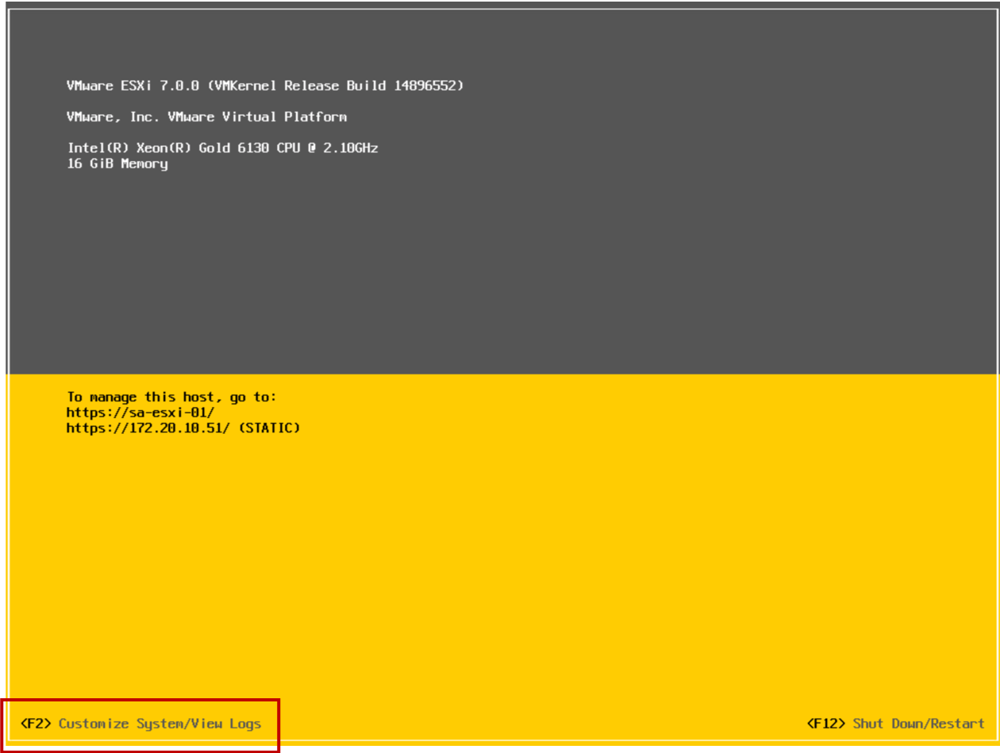 VMware ESXi 7.0.0 (VMKernel Release Build 14896552)
VMware, Inc. VMware Virtual Platform
Intel(R) Xeon(R) Gold 6130 CPU @ 2.10GHz
16 GiB Memory
To manage this host, go to:
https://sa-esxi-01/
https://172.20.10.51/ (STATIC)
<F2> Customize System/View Logs
<F12> Shut Down/Restart